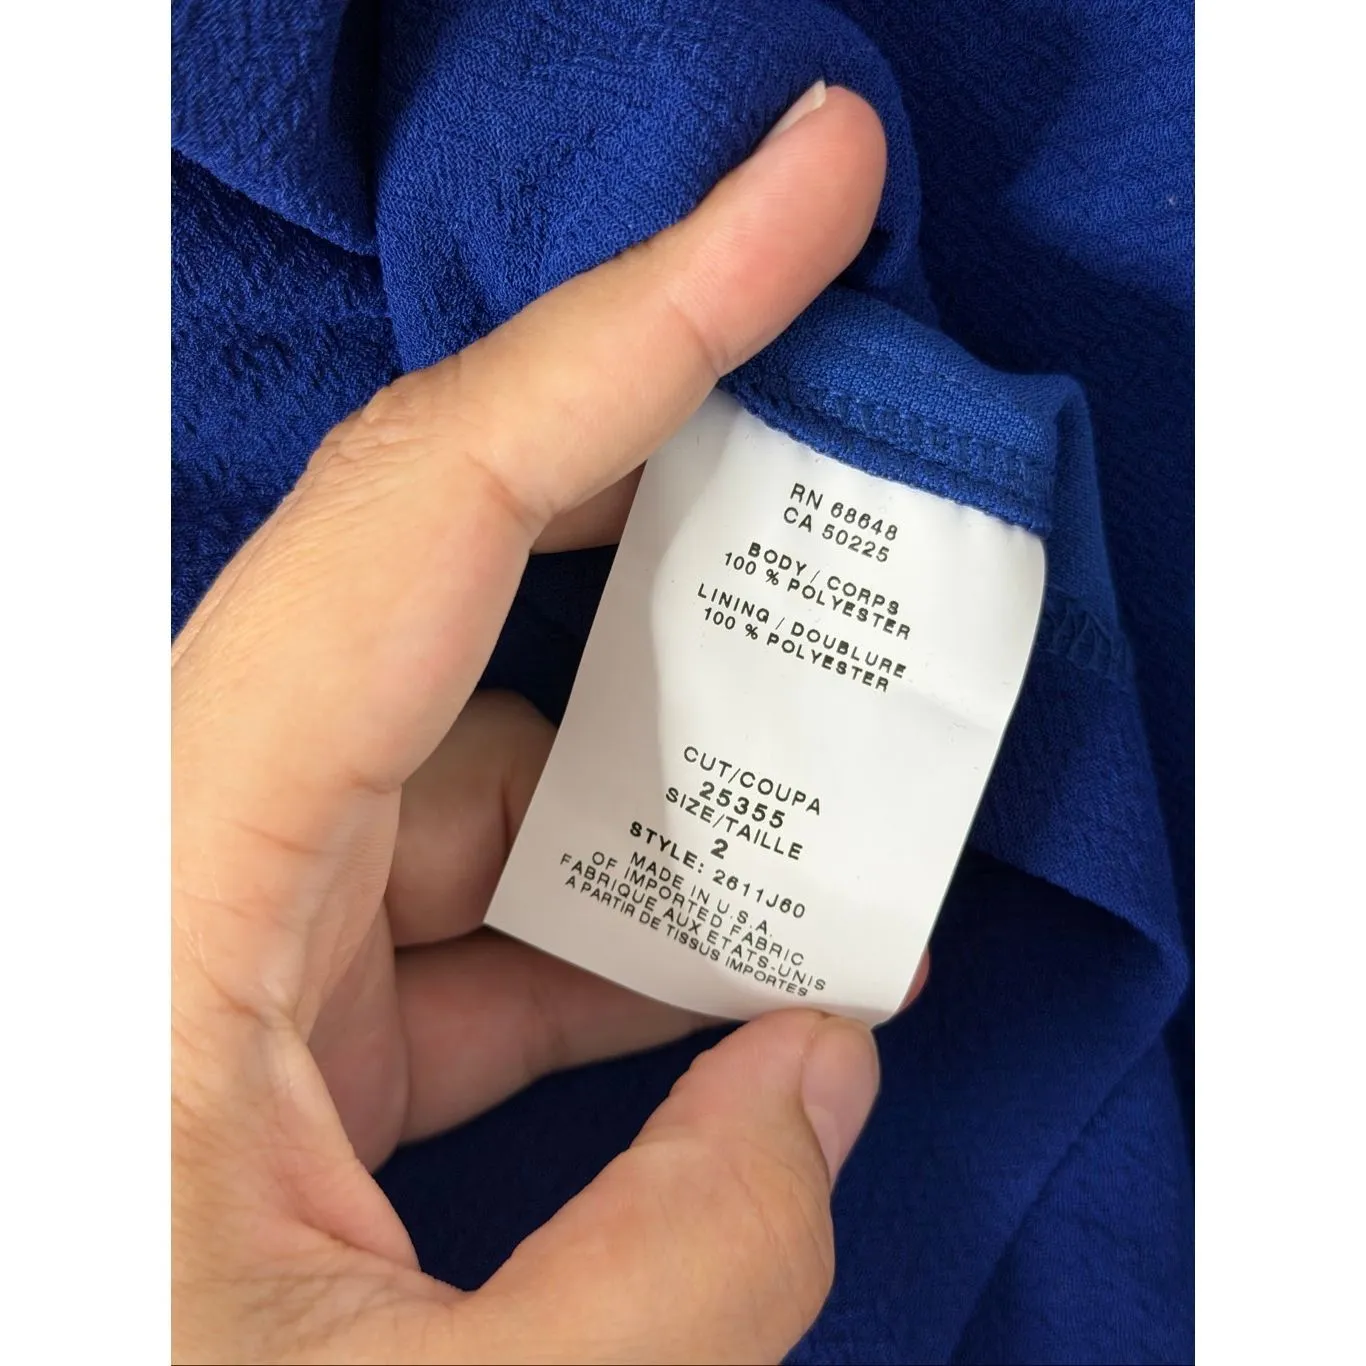 RN 68648
CA 50225
BODY / CORPS
100 % POLYESTER
LINING / DOUBLURE
100 % POLYESTER
CUT/COUPA
25355
SIZE/TAILLE
2
STYLE: 2611J60
MADE IN U.S.A.
OF IMPORTED FABRIC
FABRIQUE AUX ETATS-UNIS
A PARTIR DE TISSUS IMPORTES